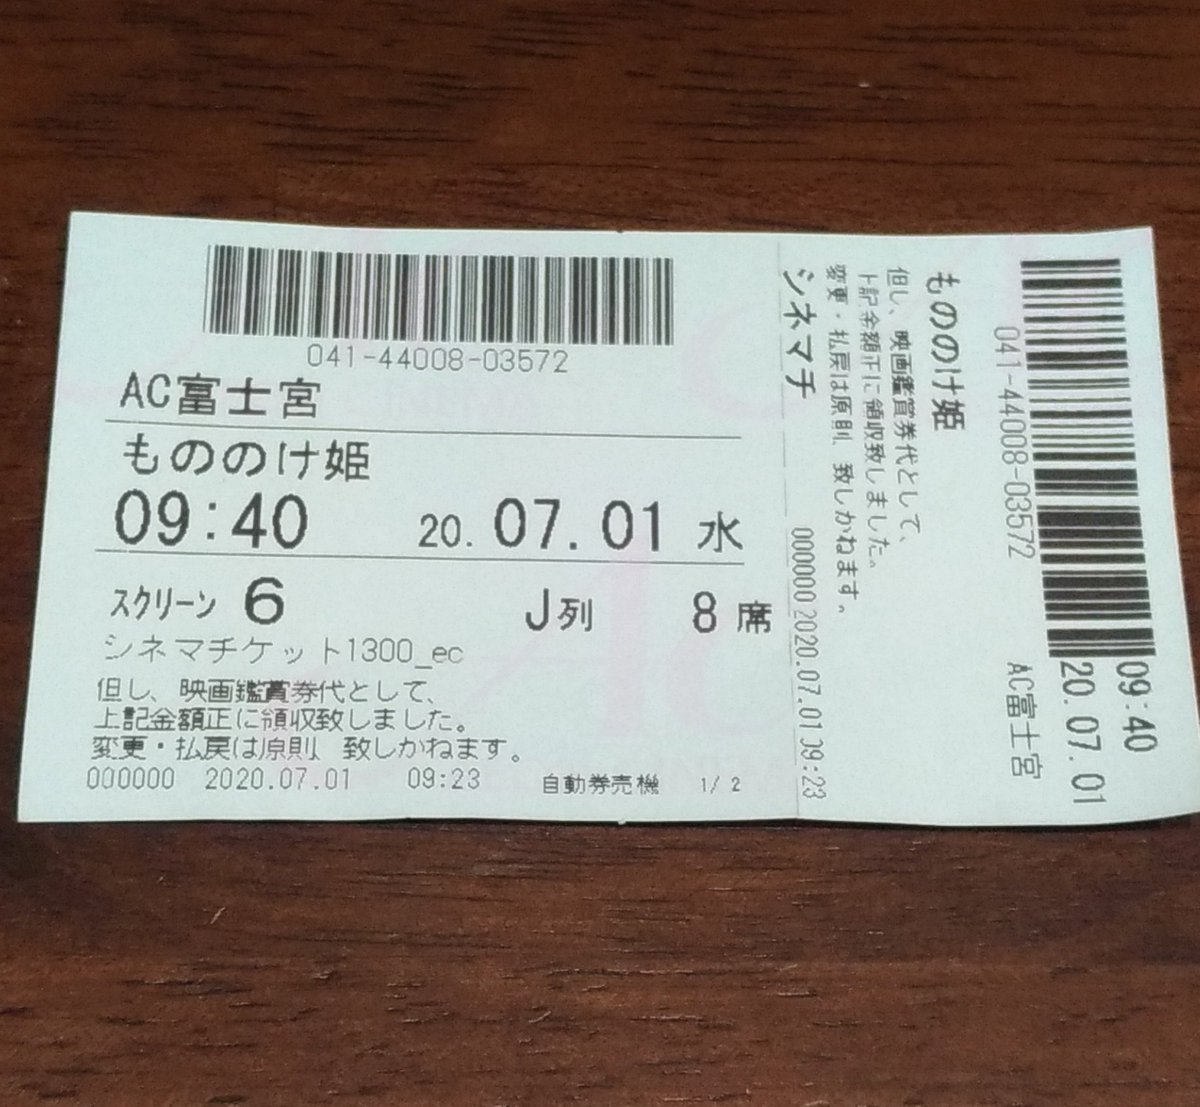 041-44008-03572
AC富士宮
もののけ姫
09:40 20.07.01 水
スクリーン 6 J列 8 席
シネマチケット1300_ec
但し、映画鑑賞券代として、
上記金額正に領収致しました。
変更・払戻は原則 致しかねます。
000000 2020.07.01 09:23 自動券売機 1/2
041-44008-03572
09:40
20.07.01
AC富士宮
もののけ姫
但し、映画鑑賞券代として、
上記金額正に領収致しました。
変更・払戻は原則 致しかねます。
シネマチ
000000 2020.07.01 09:23